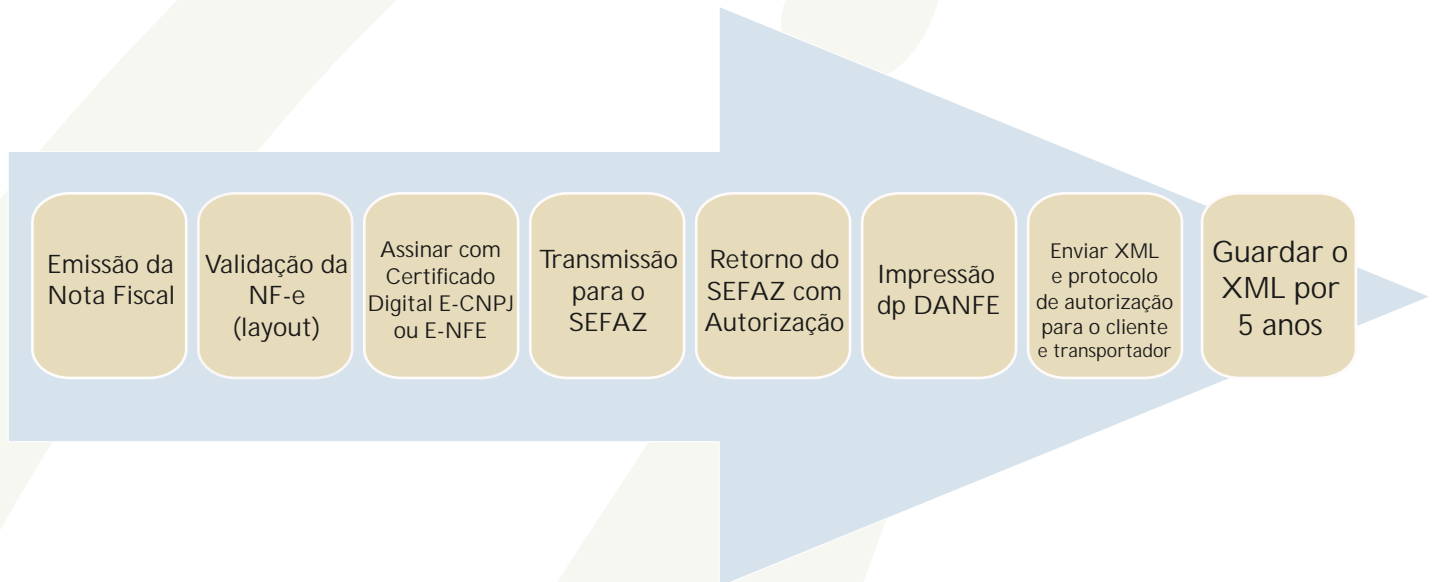 Emissão da
Nota Fiscal
Validação da
NF-e
(layout)
Assinar com
Certificado
Digital E-CNPJ
ou E-NFE
Transmissão
para o
SEFAZ
Retorno do
SEFAZ com
Autorização
Impressão
dp DANFE
Enviar XML
e protocolo
de autorização
para o cliente
e transportador
Guardar o
XML por
5 anos